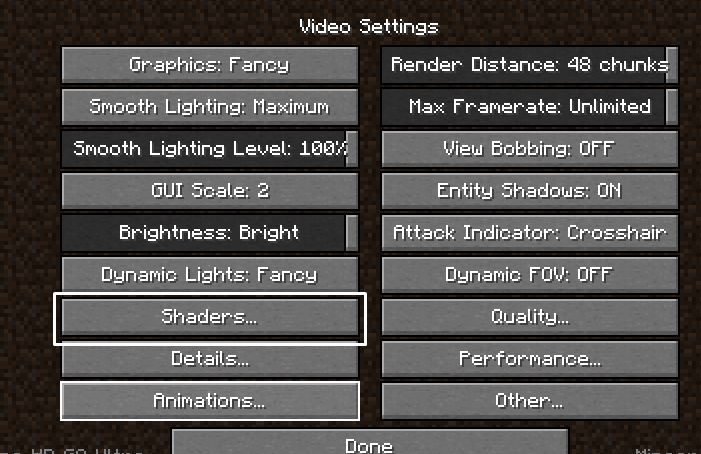 Video Settings
Graphics: Fancy
Render Distance: 48 chunks
Smooth Lighting: Maximum
Max Framerate: Unlimited
Smooth Lighting Level: 100%
View Bobbing: OFF
GUI Scale: 2
Entity Shadows: ON
Brightness: Bright
Attack Indicator: Crosshair
Dynamic Lights: Fancy
Dynamic FOV: OFF
Shaders...
Quality...
Details...
Performance...
Animations...
Other...
Done